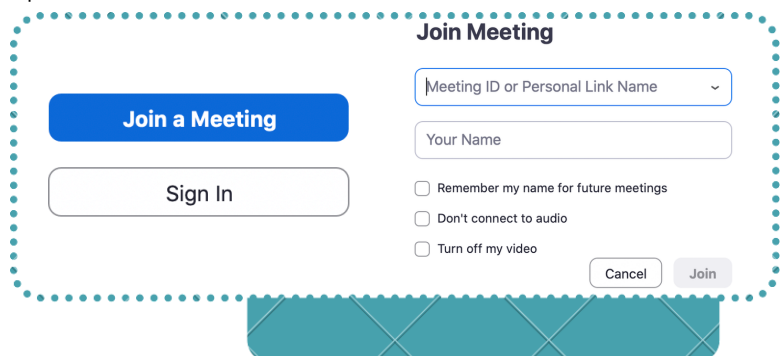 Join a Meeting
Sign In
Join Meeting
Meeting ID or Personal Link Name
Your Name
Remember my name for future meetings
Don't connect to audio
Turn off my video
Cancel
Join